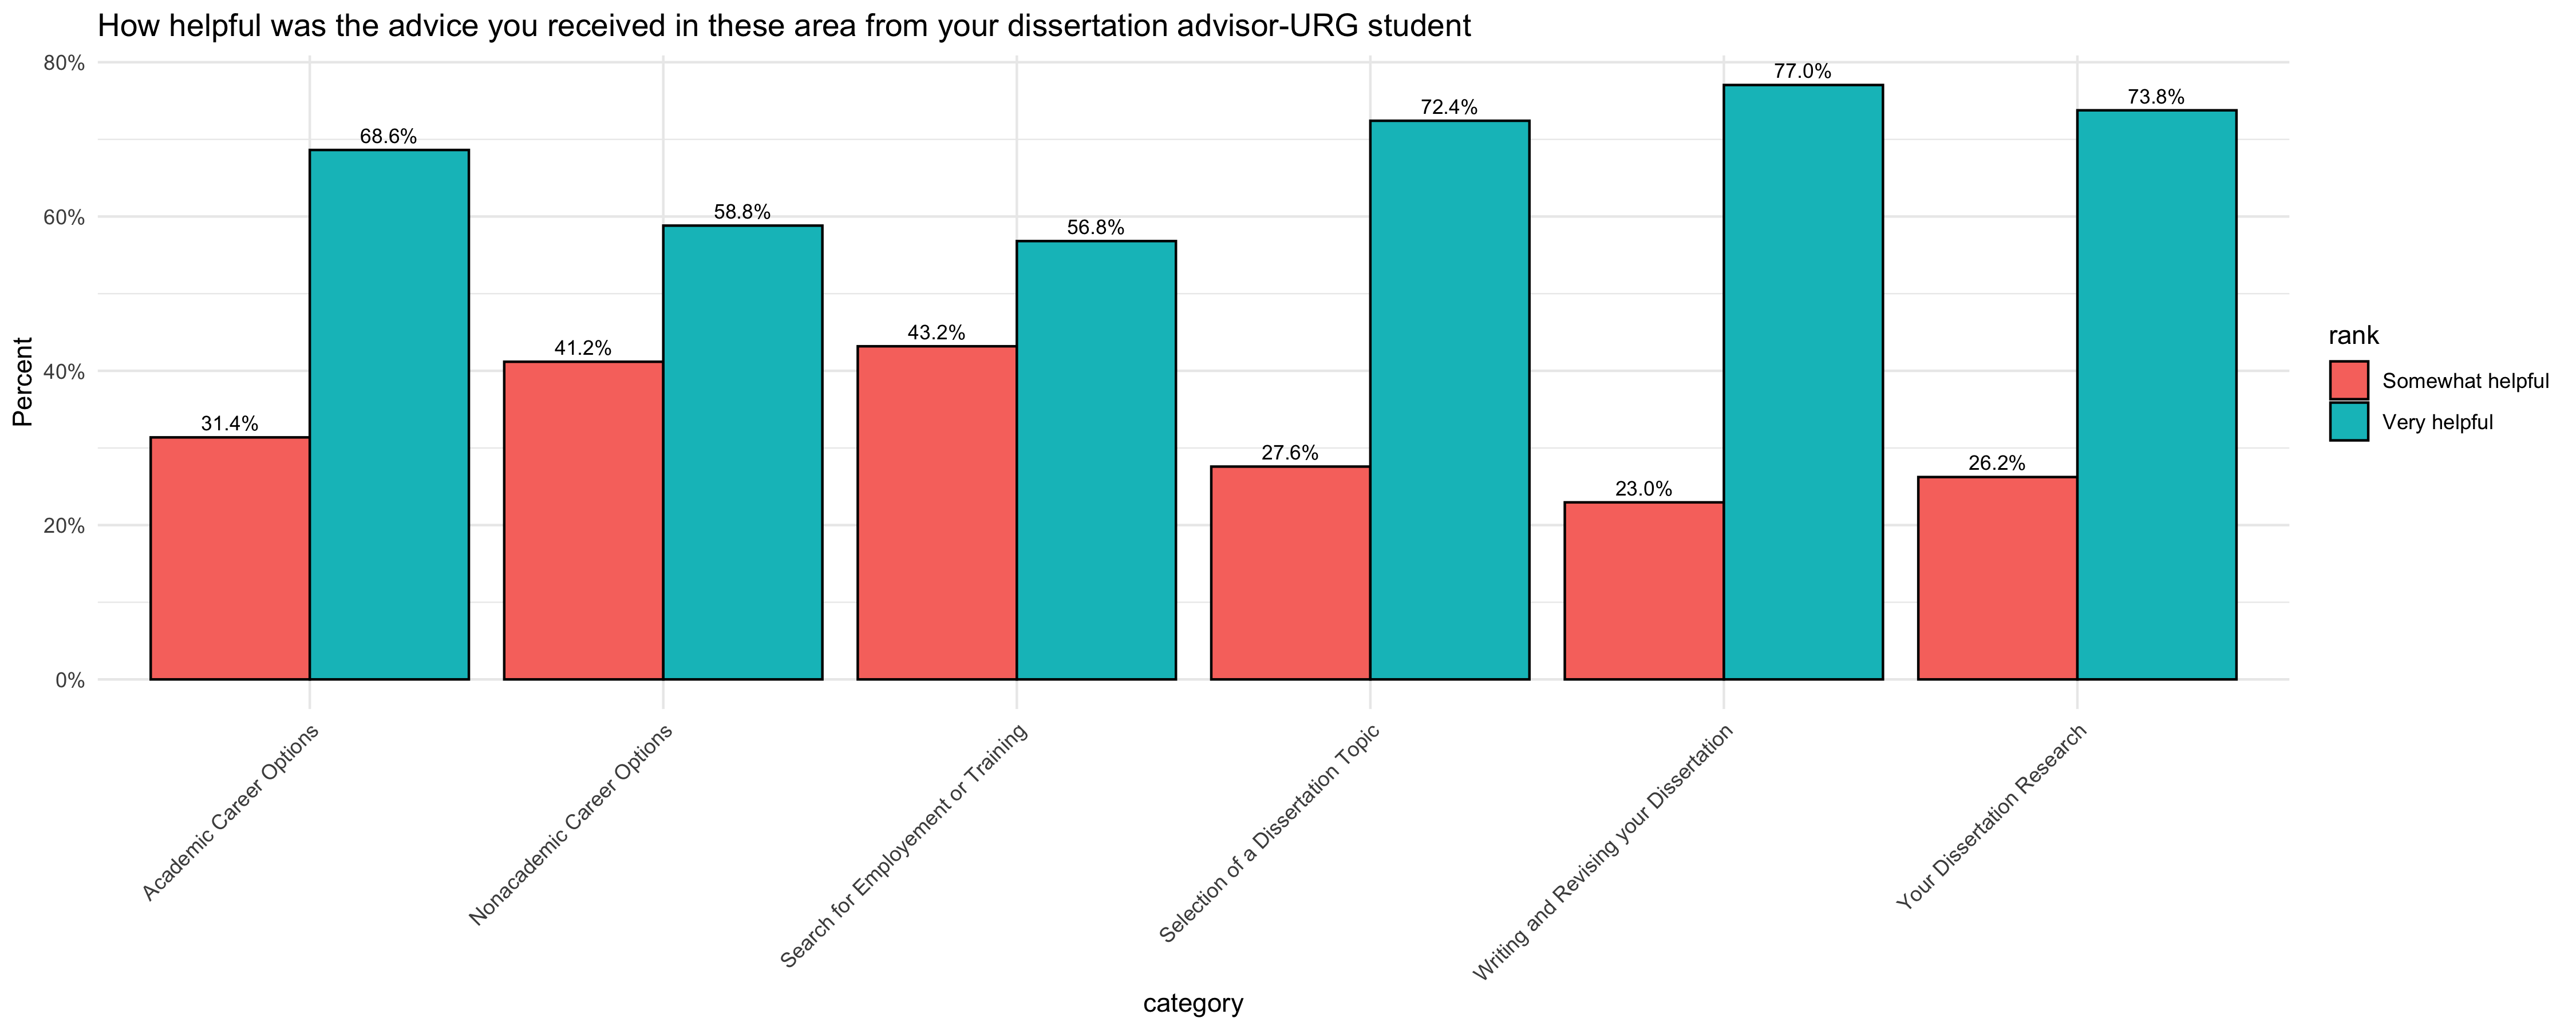 How helpful was the advice you received in these area from your dissertation advisor-URG student
Percent
80%
60%
40%
20%
0%
31.4%
68.6%
41.2%
58.8%
43.2%
56.8%
27.6%
72.4%
23.0%
77.0%
26.2%
73.8%
Academic Career Options
Nonacademic Career Options
Search for Employement or Training
Selection of a Dissertation Topic
Writing and Revising your Dissertation
Your Dissertation Research
category
rank
Somewhat helpful
Very helpful